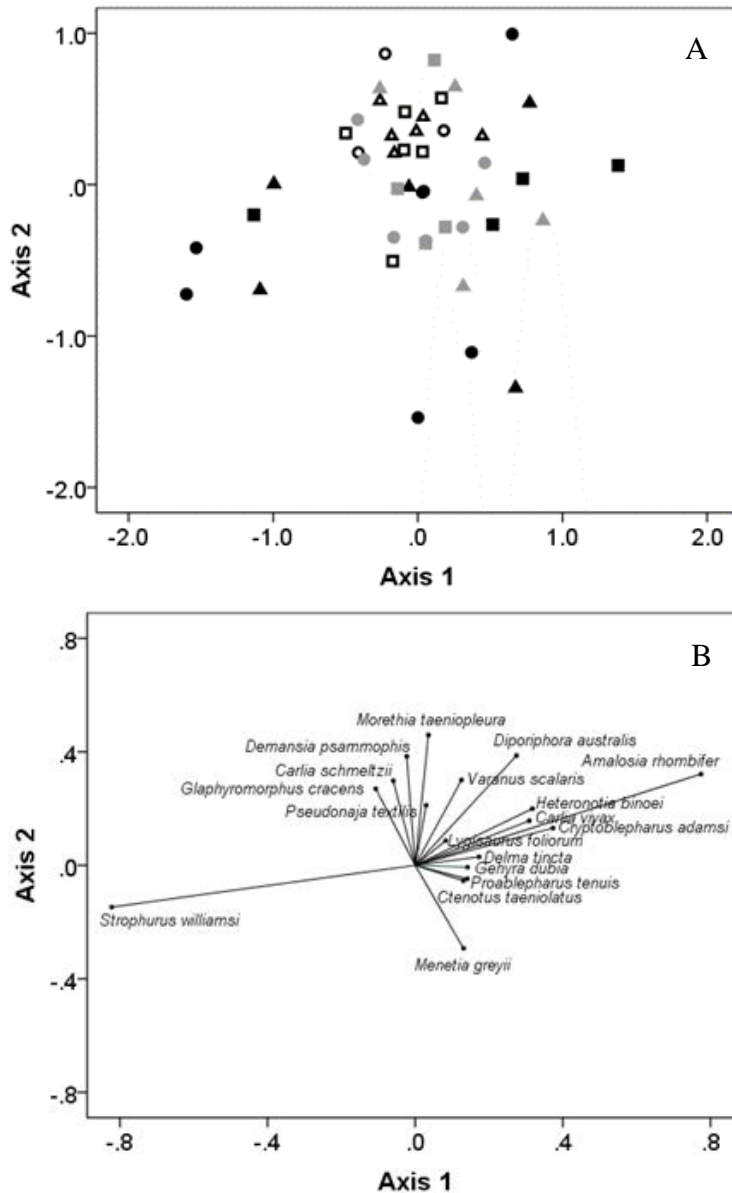 A
1.0
.0
-1.0
-2.0
Axis 2
-2.0
-1.0
.0
1.0
2.0
Axis 1
B
.8
.4
.0
-.4
-.8
Axis 2
Morethia taeniopleura
Demansia psammophis
Diporiphora australis
Carlia schmeltzii
Amalosia rhombifer
Glaphyromorphus cracens
Varanus scalaris
Pseudonaja textilis
Heteronotia binoei
Carlia vivax
Cryptoblepharus adamsi
Lygisaurus foliorum
Delma tincta
Gehyra dubia
Proablepharus tenuis
Ctenotus taeniolatus
Strophurus williamsi
Menetia greyii
-.8
-.4
.0
.4
.8
Axis 1